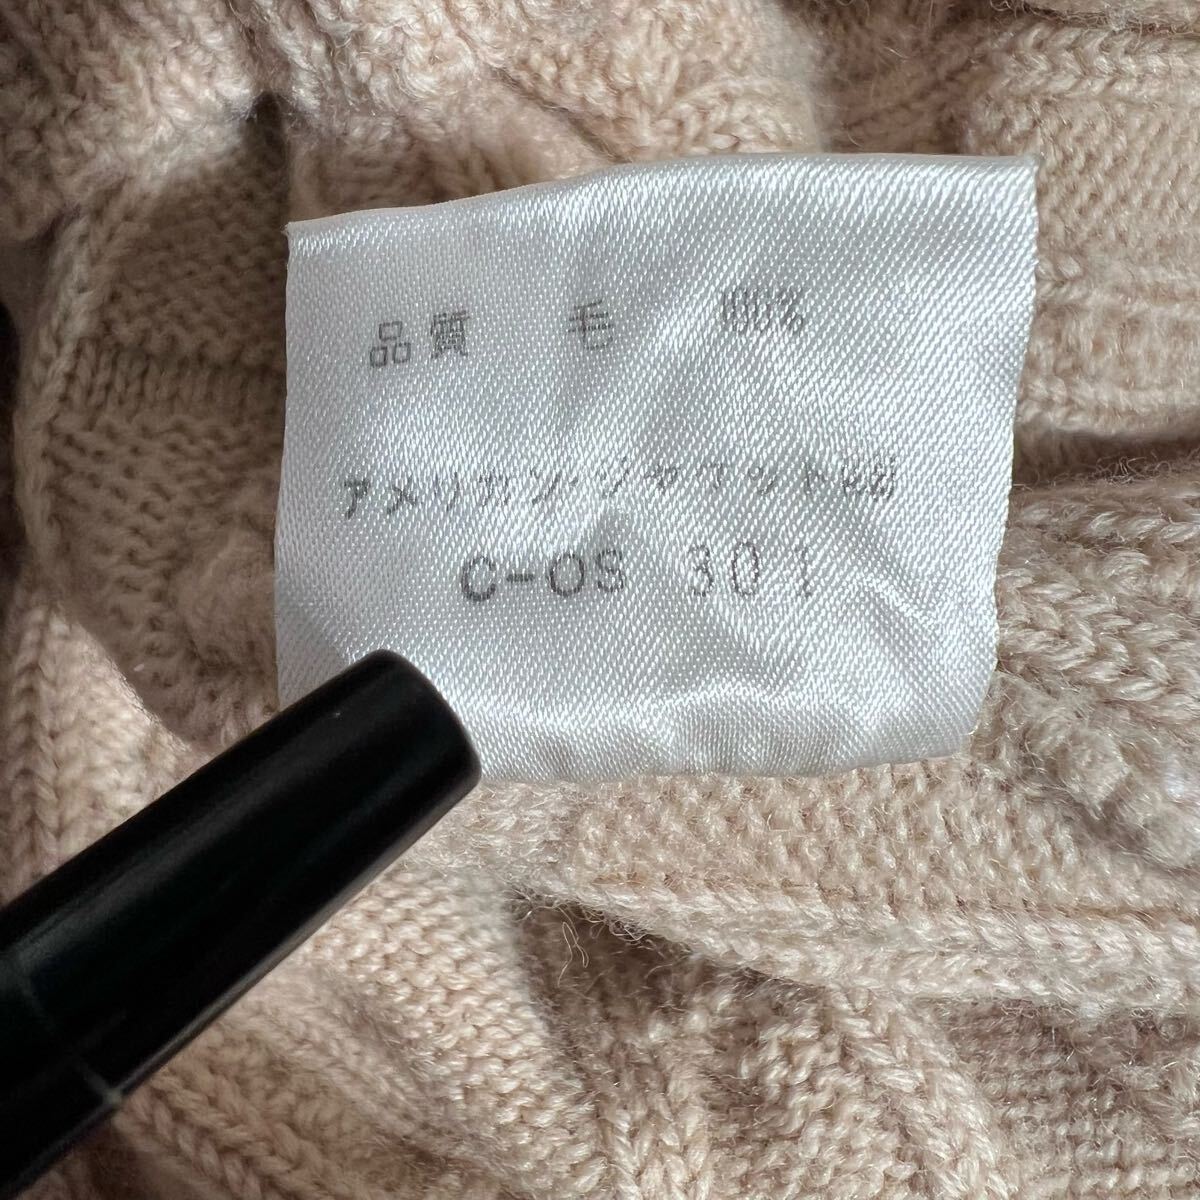 品質 毛 100%
アメリカン・ジャケット㈱
C-OS 301